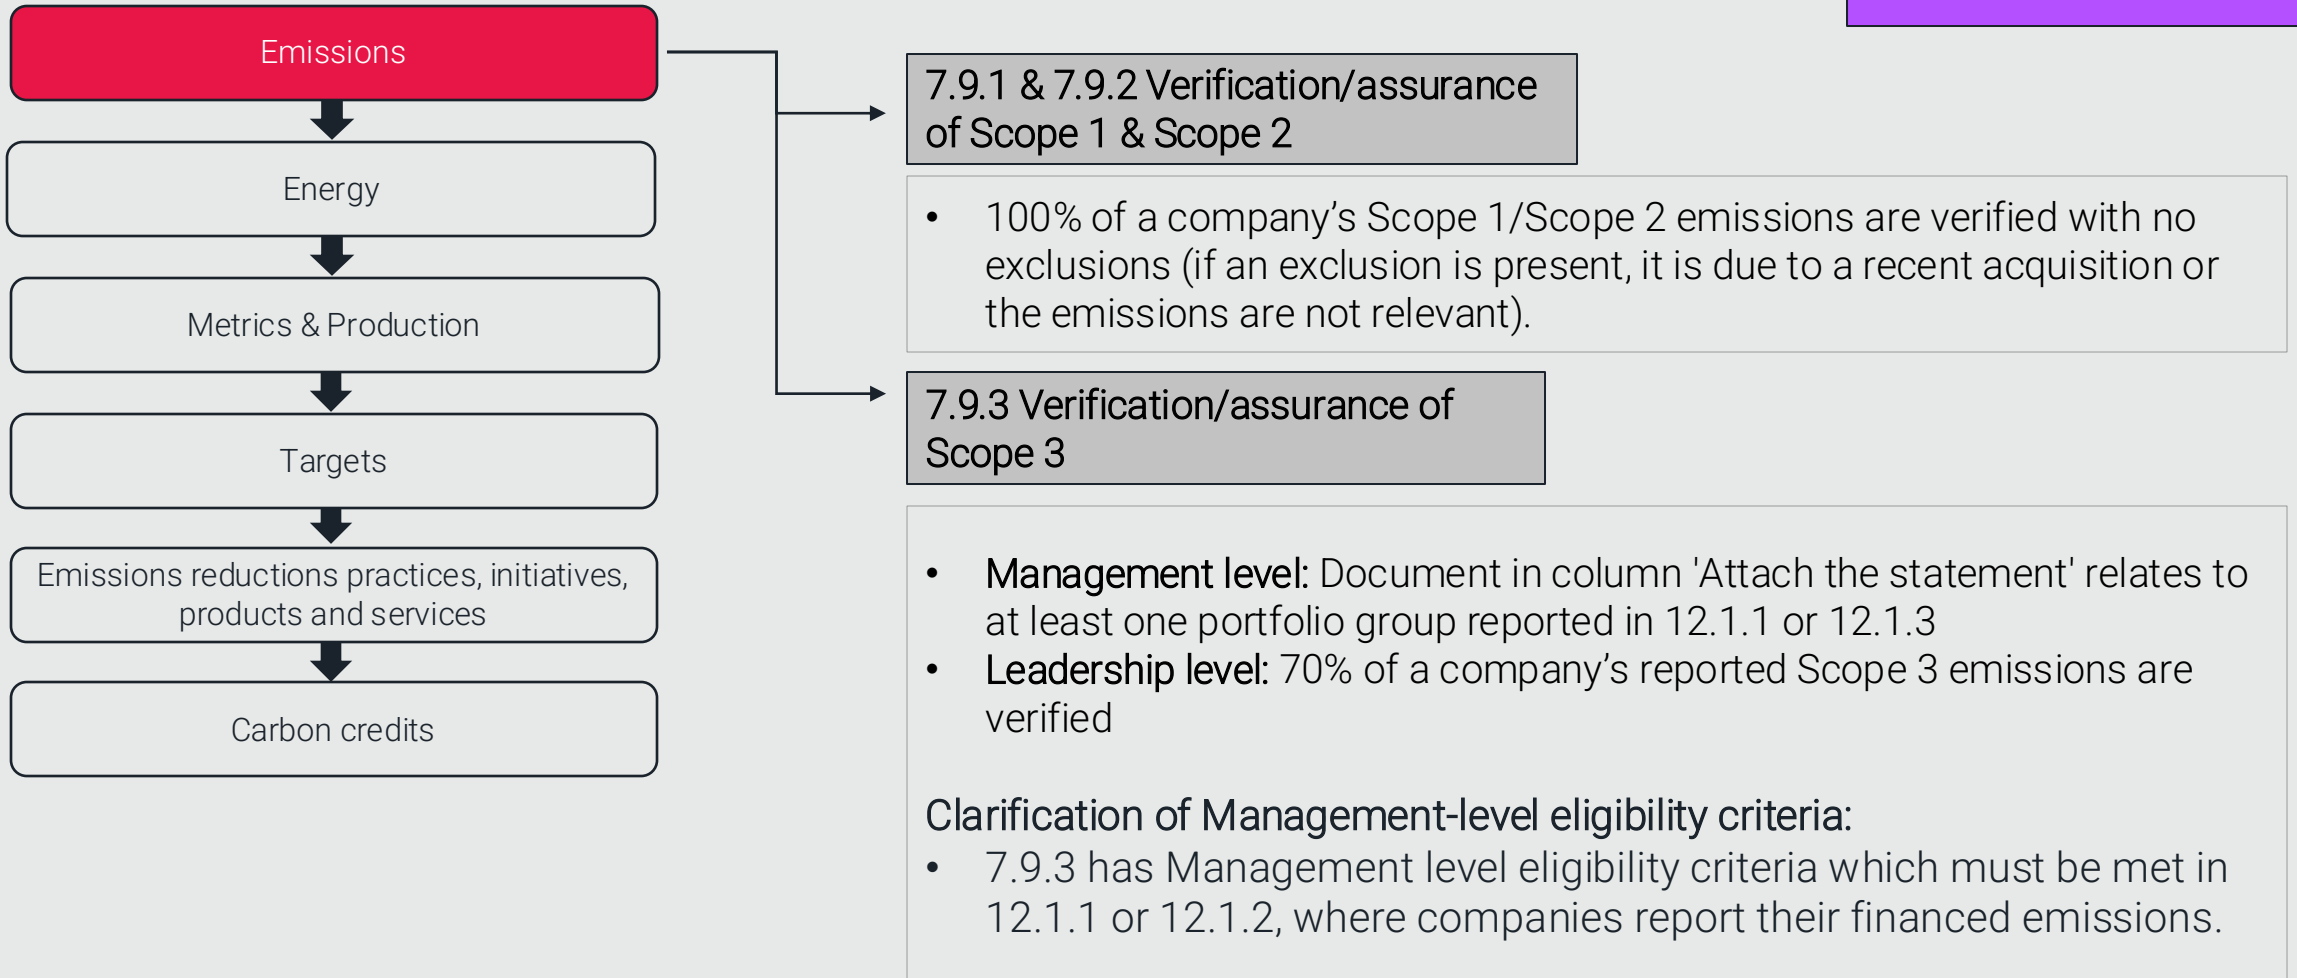 Emissions
Energy
Metrics & Production
Targets
Emissions reductions practices, initiatives,
products and services
Carbon credits
7.9.1 & 7.9.2 Verification/assurance
of Scope 1 & Scope 2
• 100% of a company’s Scope 1/Scope 2 emissions are verified with no
exclusions (if an exclusion is present, it is due to a recent acquisition or
the emissions are not relevant).
7.9.3 Verification/assurance of
Scope 3
• Management level: Document in column 'Attach the statement' relates to
at least one portfolio group reported in 12.1.1 or 12.1.3
• Leadership level: 70% of a company’s reported Scope 3 emissions are
verified
Clarification of Management-level eligibility criteria:
• 7.9.3 has Management level eligibility criteria which must be met in
12.1.1 or 12.1.2, where companies report their financed emissions.